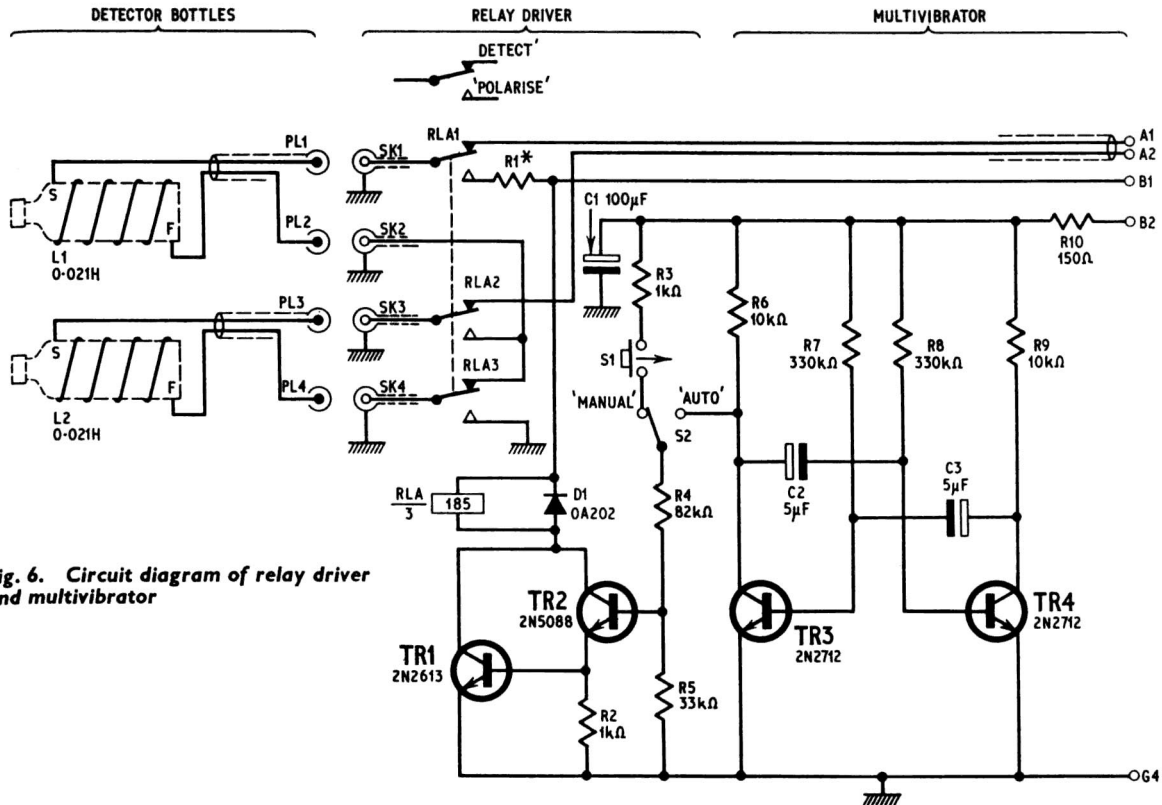 DETECTOR BOTTLES
RELAY DRIVER
MULTIVIBRATOR
DETECT'
'POLARISE'
PL1
SK1
RLA1
R1*
A1
A2
B1
S
F
L1
0·021H
PL2
SK2
C1 100µF
B2
R10
150Ω
R3
1kΩ
RLA2
R6
10kΩ
PL3
SK3
R7
330kΩ
R8
330kΩ
R9
10kΩ
S1
RLA3
S
F
L2
0·021H
PL4
SK4
'MANUAL'
'AUTO'
S2
C2
5µF
C3
5µF
RLA
3
185
D1
0A202
R4
82kΩ
ig. 6. Circuit diagram of relay driver
nd multivibrator
TR2
2N5088
TR3
2N2712
TR4
2N2712
TR1
2N2613
R2
1kΩ
R5
33kΩ
G4